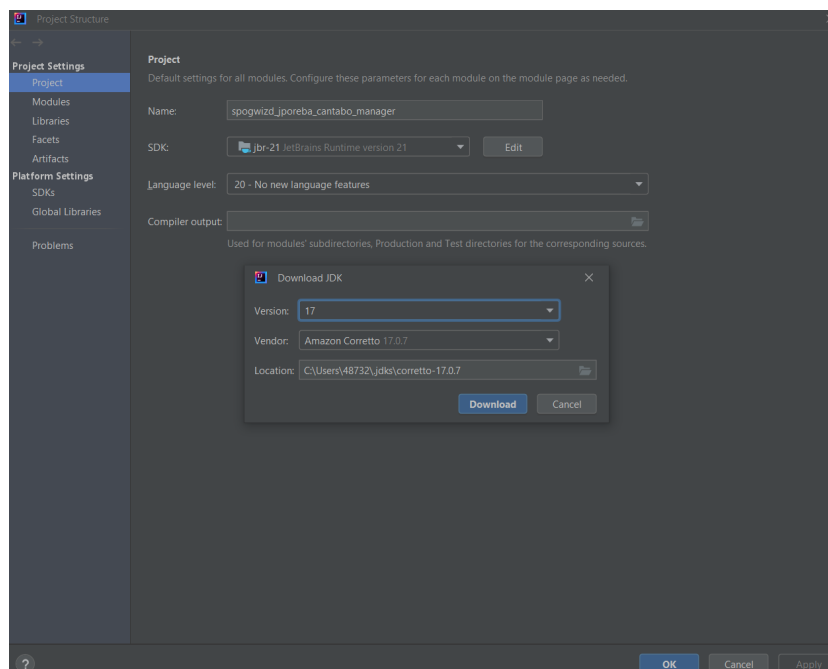 Project Structure
Project Settings
Project
Modules
Libraries
Facets
Artifacts
Platform Settings
SDKs
Global Libraries
Problems
Project
Default settings for all modules. Configure these parameters for each module on the module page as needed.
Name: spogwizd_jporeba_cantabo_manager
SDK: jbr-21 JetBrains Runtime version 21 Edit
Language level: 20 - No new language features
Compiler output:
Used for modules' subdirectories, Production and Test directories for the corresponding sources.
Download JDK
Version: 17
Vendor: Amazon Corretto 17.0.7
Location: C:\Users\48732\.jdks\corretto-17.0.7
Download Cancel
? OK Cancel Apply